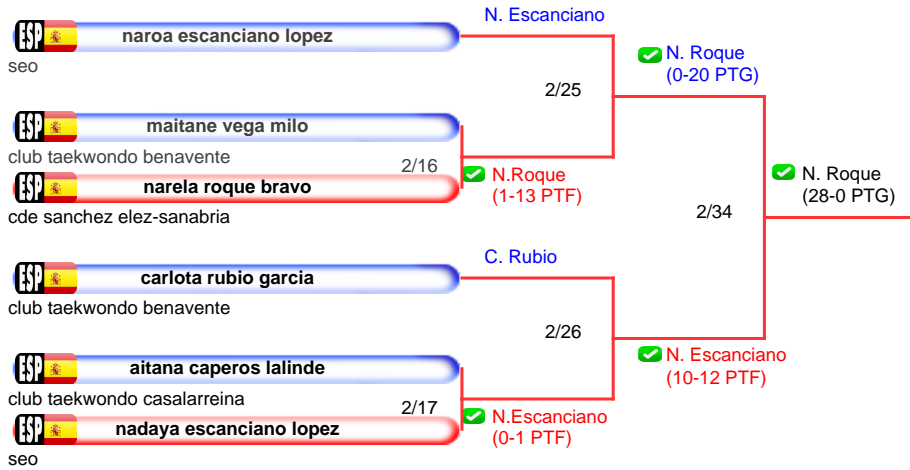 N. Escanciano
ESP naroa escanciano lopez
seo
N. Roque
(0-20 PTG)
2/25
ESP maitane vega milo
club taekwondo benavente
2/16
N.Roque
(1-13 PTF)
ESP narela roque bravo
cde sanchez elez-sanabria
N. Roque
(28-0 PTG)
2/34
C. Rubio
ESP carlota rubio garcia
club taekwondo benavente
2/26
N. Escanciano
(10-12 PTF)
ESP aitana caperos lalinde
club taekwondo casalarreina
2/17
N.Escanciano
(0-1 PTF)
ESP nadaya escanciano lopez
seo